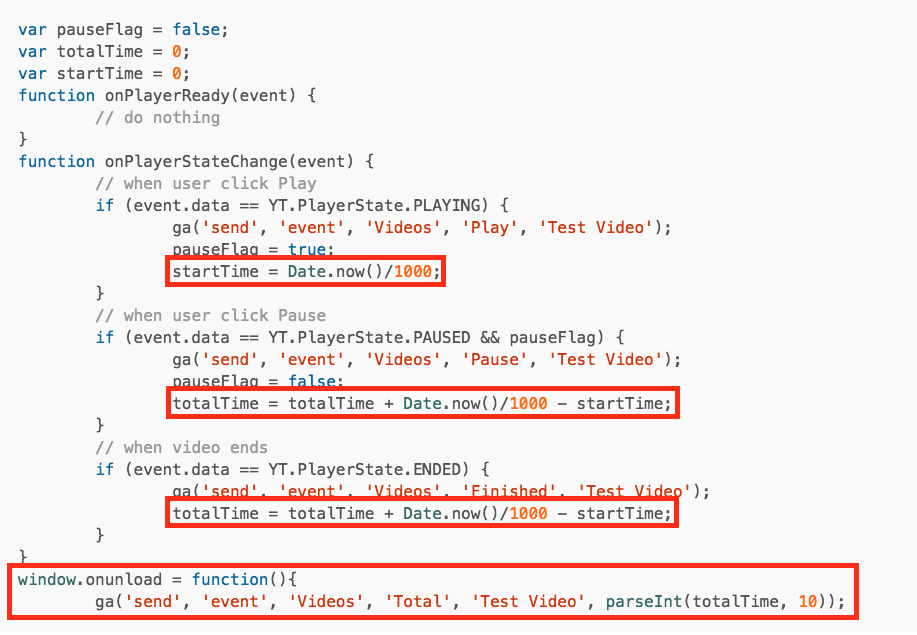 var pauseFlag = false;
var totalTime = 0;
var startTime = 0;
function onPlayerReady(event) {
// do nothing
}
function onPlayerStateChange(event) {
// when user click Play
if (event.data == YT.PlayerState.PLAYING) {
ga('send', 'event', 'Videos', 'Play', 'Test Video');
pauseFlag = true;
startTime = Date.now()/1000;
}
// when user click Pause
if (event.data == YT.PlayerState.PAUSED && pauseFlag) {
ga('send', 'event', 'Videos', 'Pause', 'Test Video');
pauseFlag = false;
totalTime = totalTime + Date.now()/1000 - startTime;
}
// when video ends
if (event.data == YT.PlayerState.ENDED) {
ga('send', 'event', 'Videos', 'Finished', 'Test Video');
totalTime = totalTime + Date.now()/1000 - startTime;
}
}
window.onunload = function(){
ga('send', 'event', 'Videos', 'Total', 'Test Video', parseInt(totalTime, 10));